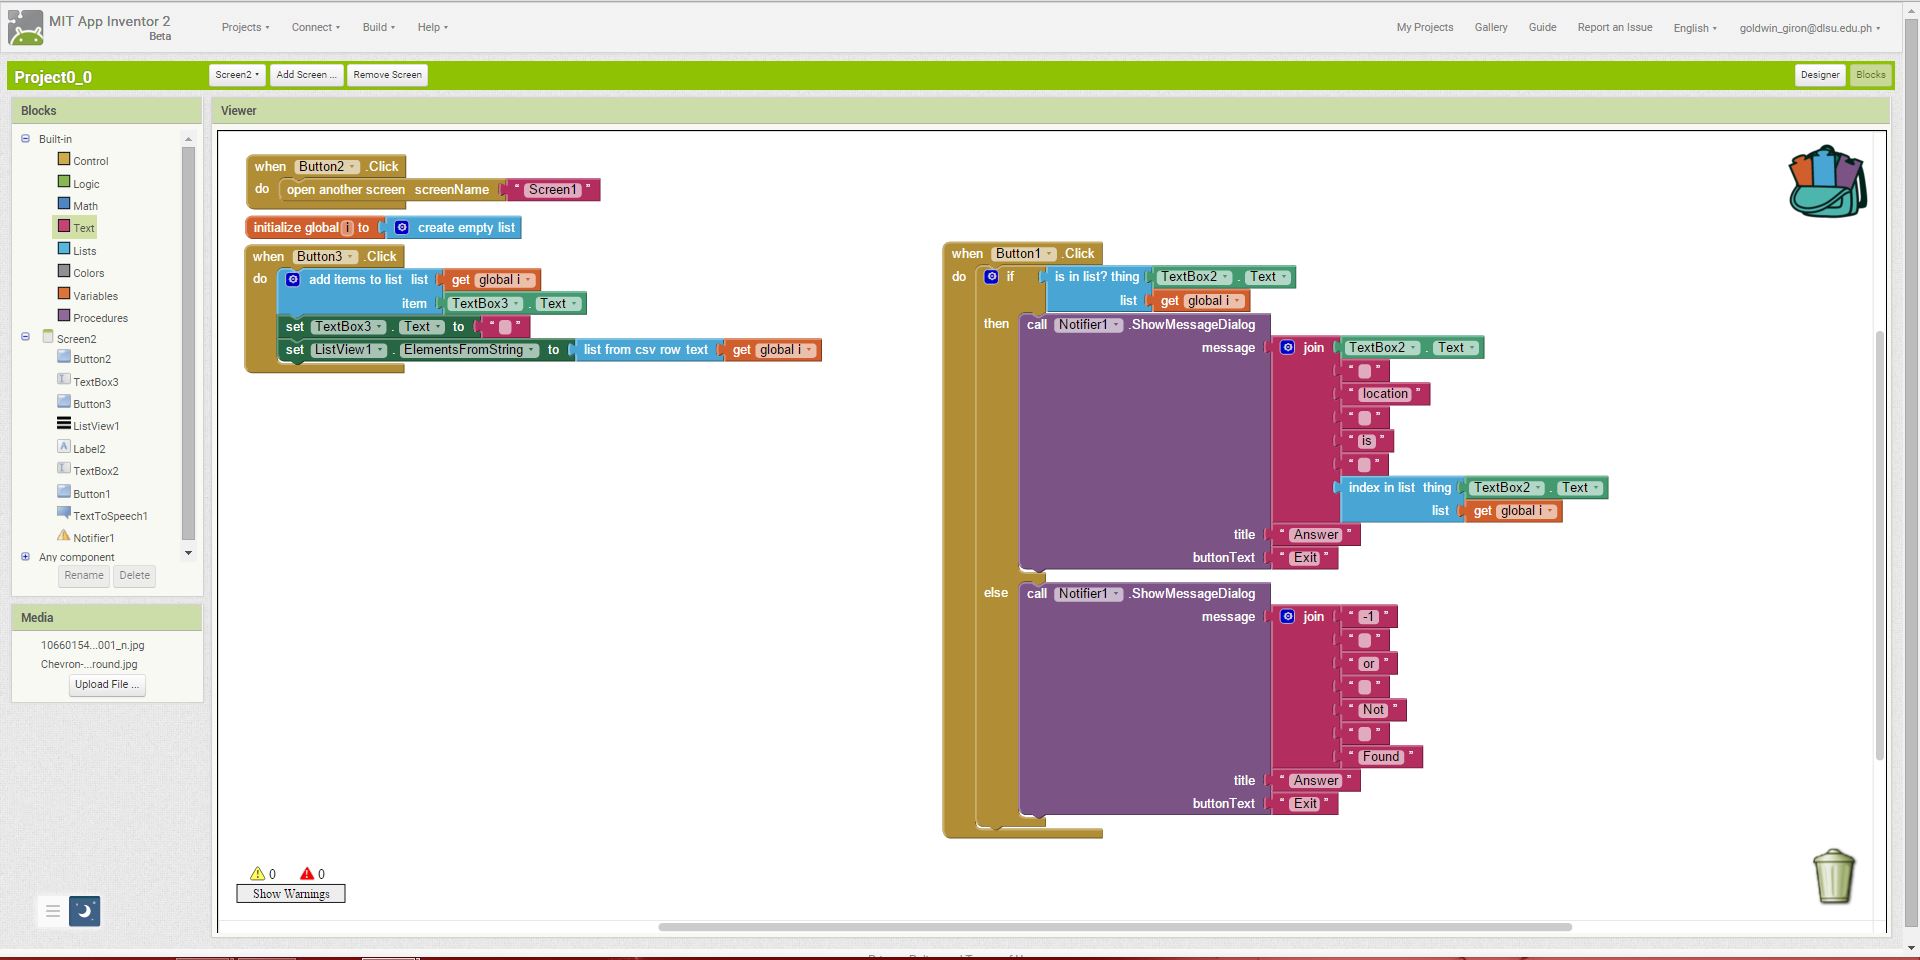 MIT App Inventor 2
Beta
Projects Connect Build Help
My Projects Gallery Guide Report an Issue English goldwin_giron@dlsu.edu.ph
Project0_0
Screen2 Add Screen ... Remove Screen
Designer Blocks
Blocks
Built-in
Control
Logic
Math
Text
Lists
Colors
Variables
Procedures
Screen2
Button2
TextBox3
Button3
ListView1
Label2
TextBox2
Button1
TextToSpeech1
Notifier1
Any component
Rename Delete
Media
10660154...001_n.jpg
Chevron-...round.jpg
Upload File ...
Viewer
when Button2 .Click
do open another screen screenName " Screen1 "
initialize global i to create empty list
when Button3 .Click
do add items to list list get global i
item TextBox3 . Text
set TextBox3 . Text to " "
set ListView1 . ElementsFromString to list from csv row text get global i
when Button1 .Click
do if is in list? thing TextBox2 . Text
list get global i
then call Notifier1 .ShowMessageDialog
message join TextBox2 . Text
" "
" location "
" "
" is "
" "
index in list thing TextBox2 . Text
list get global i
title " Answer "
buttonText " Exit "
else call Notifier1 .ShowMessageDialog
message join " -1 "
" "
" or "
" "
" Not "
" "
" Found "
title " Answer "
buttonText " Exit "
0 0
Show Warnings